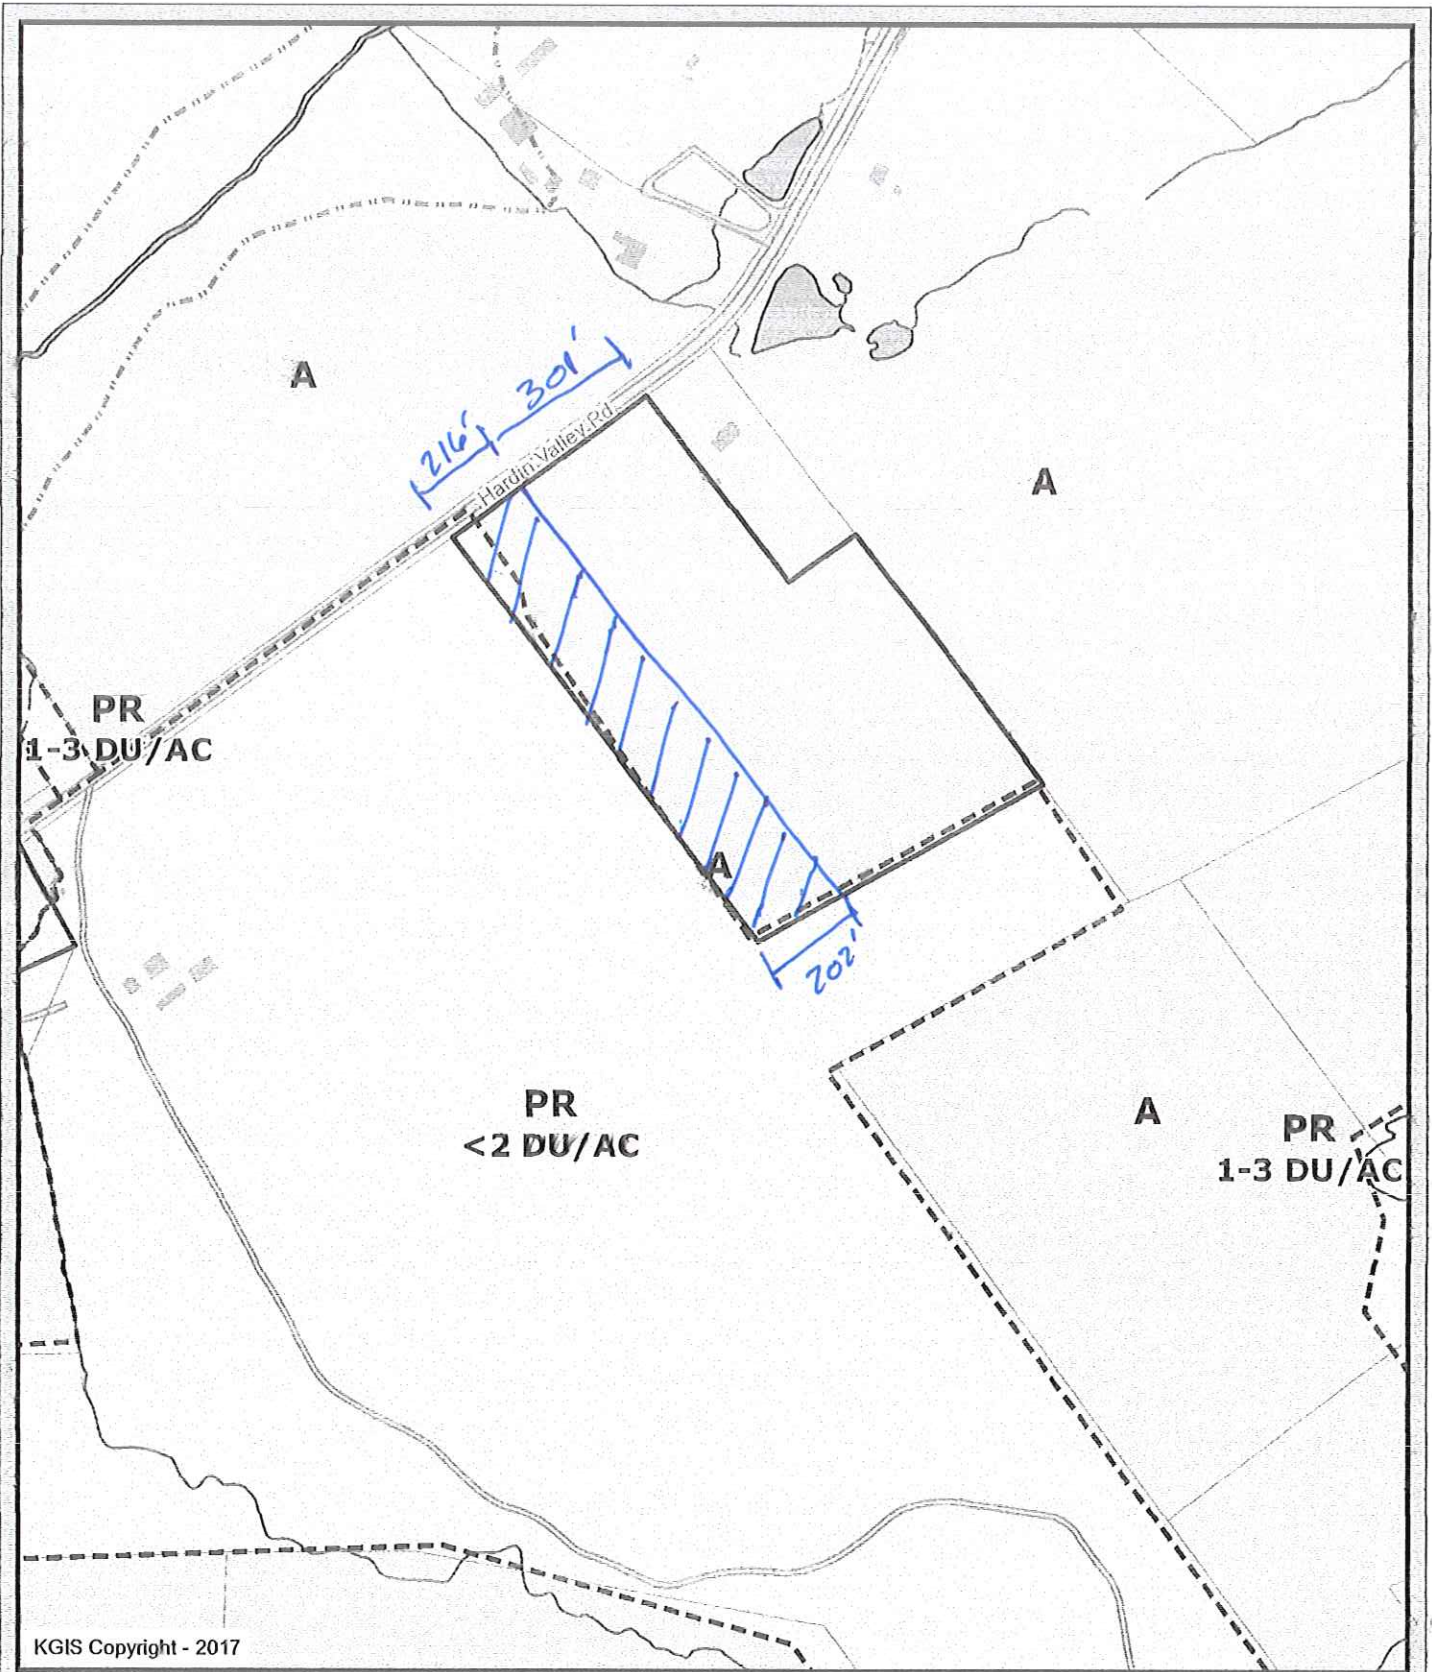 A
301'
216'
Hardin Valley Rd
A
PR
1-3 DU/AC
A
202'
PR
<2 DU/AC
A
PR
1-3 DU/AC
KGIS Copyright - 2017